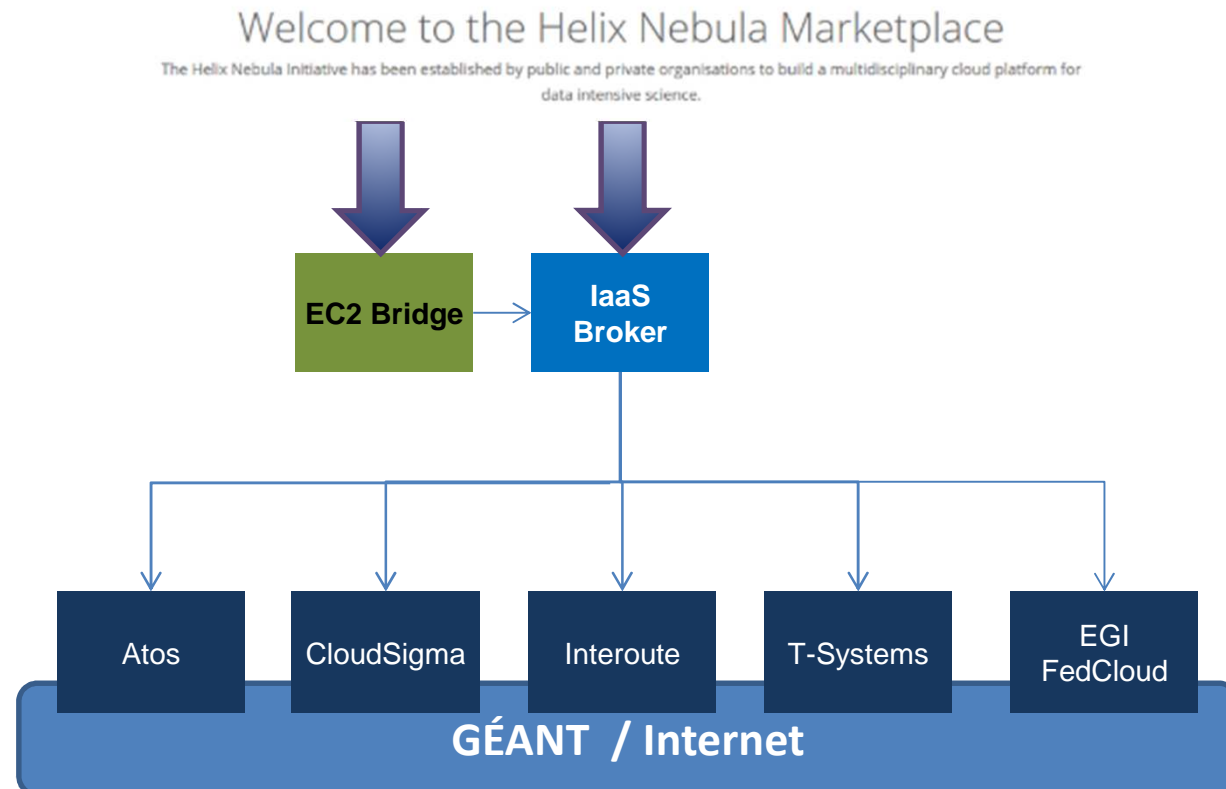 Welcome to the Helix Nebula Marketplace
The Helix Nebula Initiative has been established by public and private organisations to build a multidisciplinary cloud platform for
data intensive science.
EC2 Bridge
IaaS
Broker
Atos
CloudSigma
Interoute
T-Systems
EGI
FedCloud
GÉANT / Internet